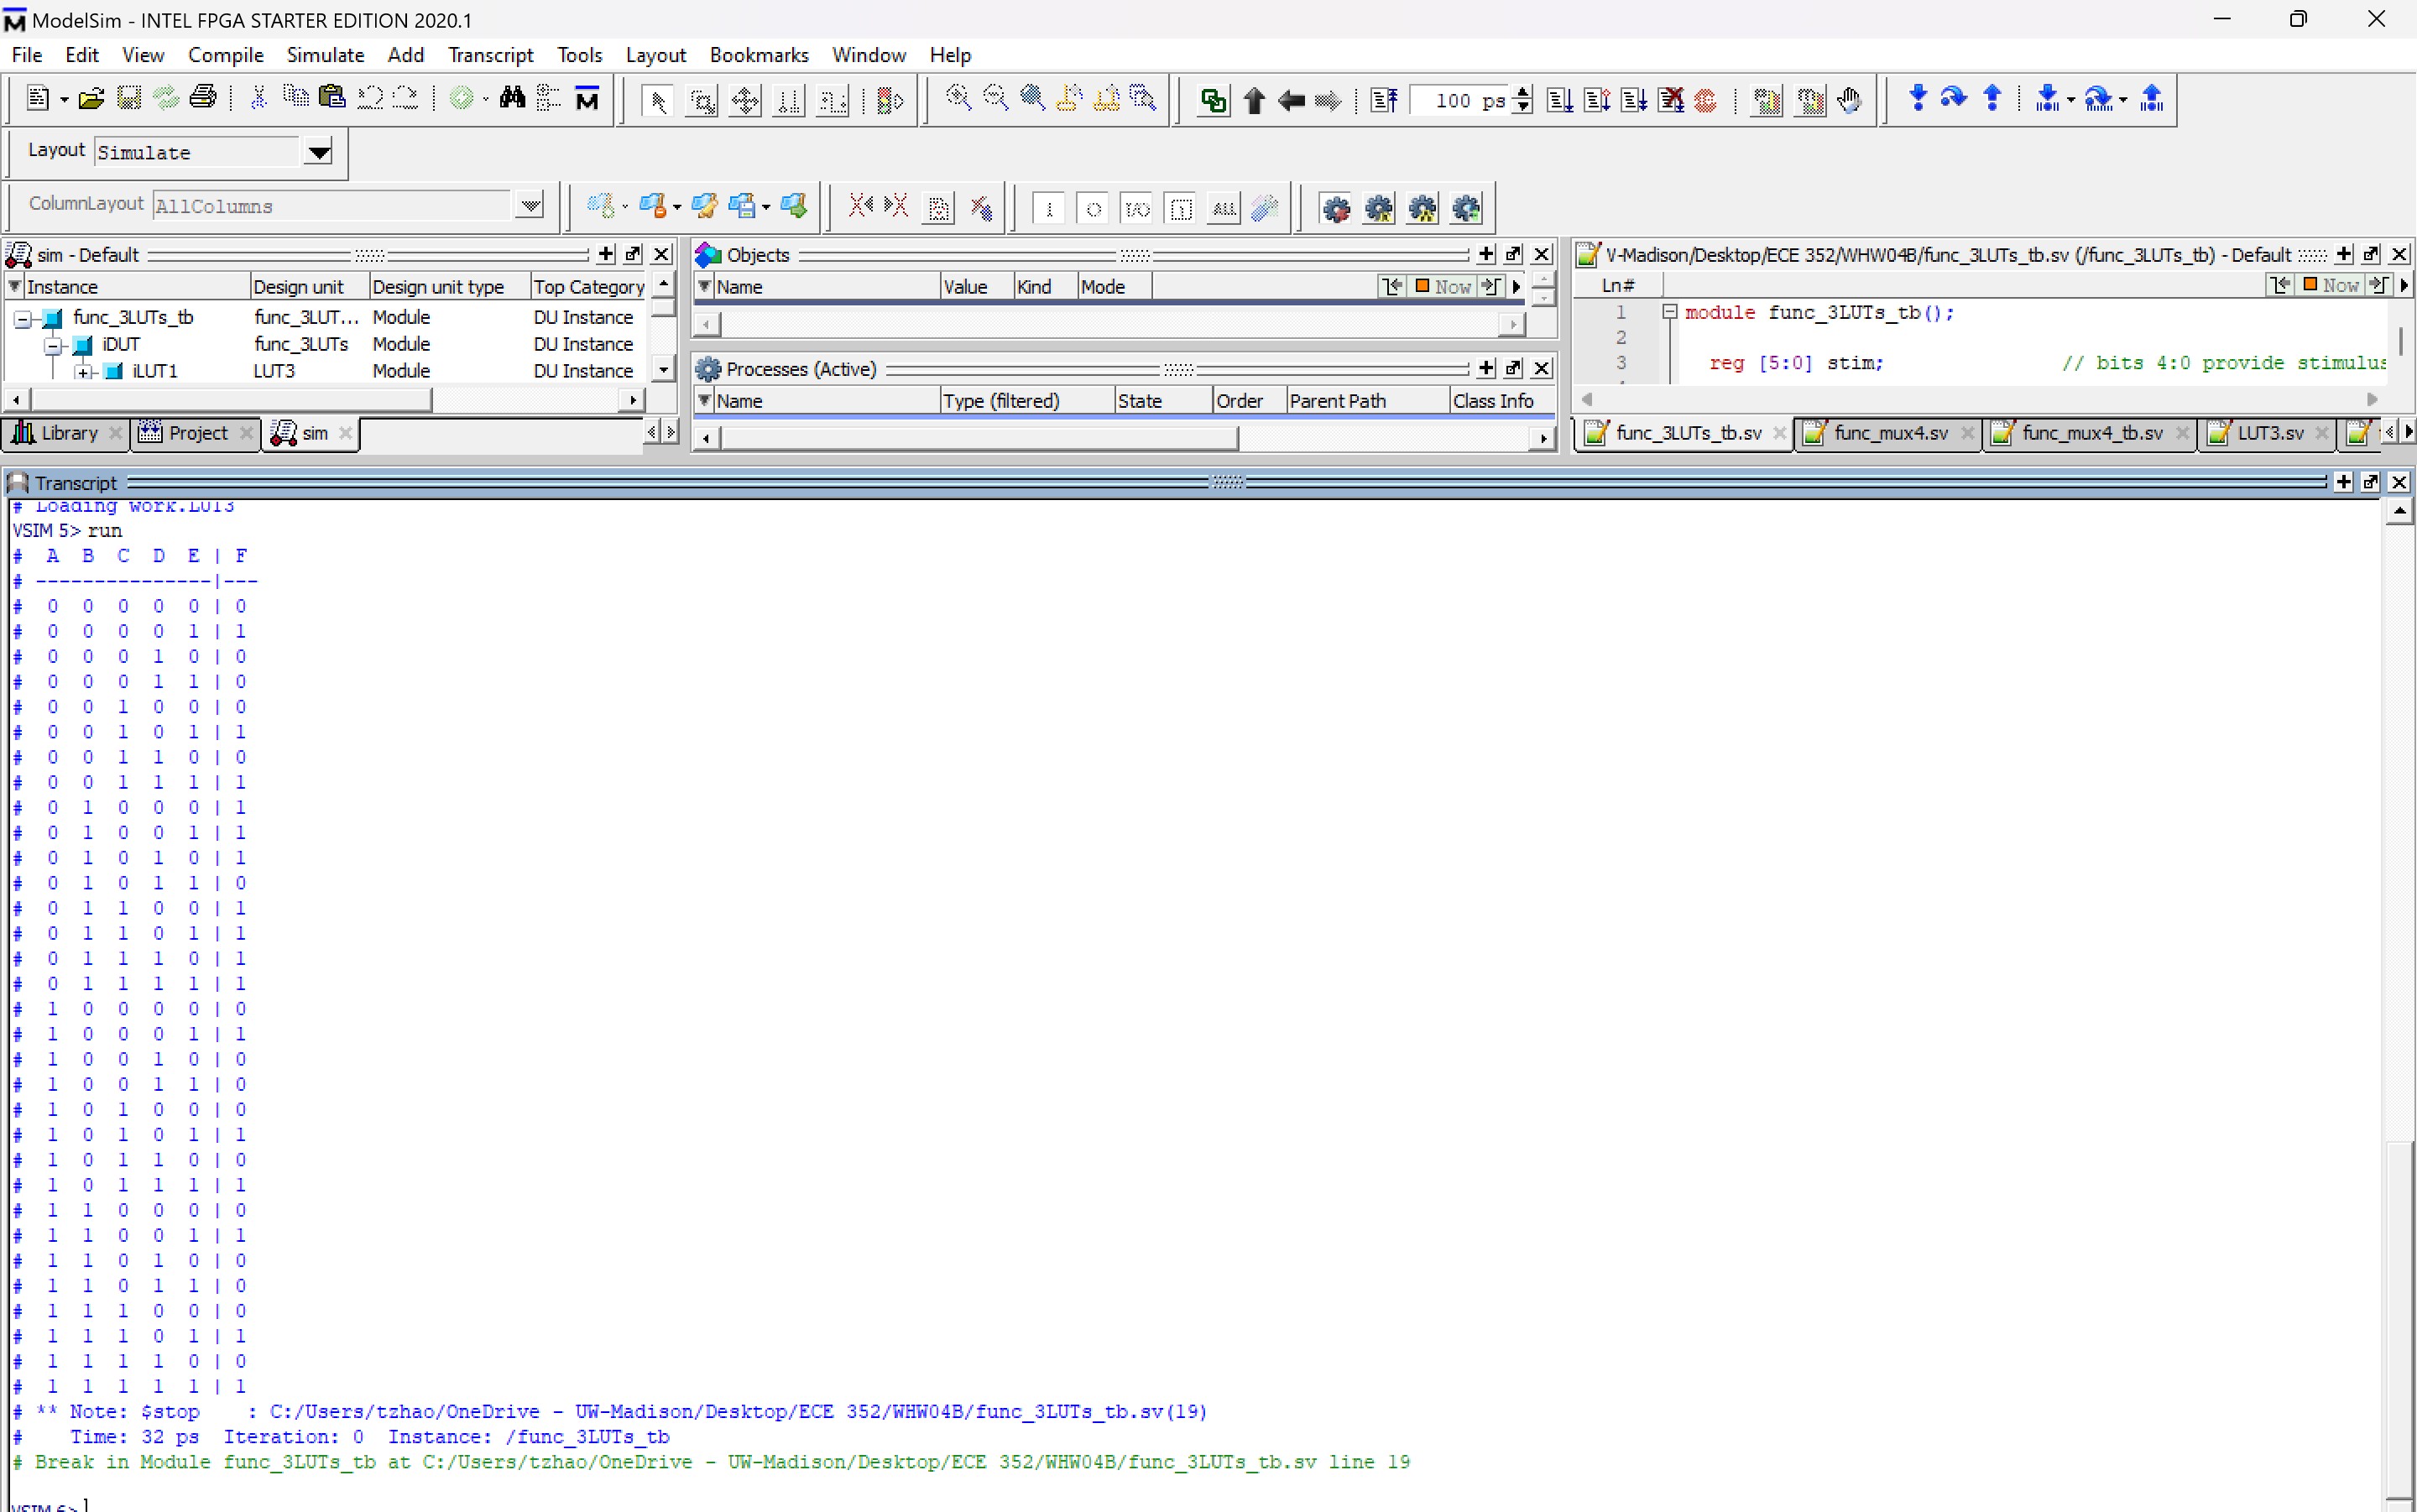 ModelSim - INTEL FPGA STARTER EDITION 2020.1
File Edit View Compile Simulate Add Transcript Tools Layout Bookmarks Window Help
100 ps
Layout Simulate
ColumnLayout AllColumns
sim - Default
Instance Design unit Design unit type Top Category
func_3LUTs_tb func_3LUT... Module DU Instance
iDUT func_3LUTs Module DU Instance
iLUT1 LUT3 Module DU Instance
Library Project sim
Objects
Name Value Kind Mode Now
Processes (Active)
Name Type (filtered) State Order Parent Path Class Info
V-Madison/Desktop/ECE 352/WHW04B/func_3LUTs_tb.sv (/func_3LUTs_tb) - Default
Ln# Now
1 module func_3LUTs_tb();
2
3 reg [5:0] stim; // bits 4:0 provide stimulus
func_3LUTs_tb.sv func_mux4.sv func_mux4_tb.sv LUT3.sv
Transcript
# Loading work.LUT3
VSIM 5> run
# A B C D E | F
# ---------------|---
# 0 0 0 0 0 | 0
# 0 0 0 0 1 | 1
# 0 0 0 1 0 | 0
# 0 0 0 1 1 | 0
# 0 0 1 0 0 | 0
# 0 0 1 0 1 | 1
# 0 0 1 1 0 | 0
# 0 0 1 1 1 | 1
# 0 1 0 0 0 | 1
# 0 1 0 0 1 | 1
# 0 1 0 1 0 | 1
# 0 1 0 1 1 | 0
# 0 1 1 0 0 | 1
# 0 1 1 0 1 | 1
# 0 1 1 1 0 | 1
# 0 1 1 1 1 | 1
# 1 0 0 0 0 | 0
# 1 0 0 0 1 | 1
# 1 0 0 1 0 | 0
# 1 0 0 1 1 | 0
# 1 0 1 0 0 | 0
# 1 0 1 0 1 | 1
# 1 0 1 1 0 | 0
# 1 0 1 1 1 | 1
# 1 1 0 0 0 | 0
# 1 1 0 0 1 | 1
# 1 1 0 1 0 | 0
# 1 1 0 1 1 | 0
# 1 1 1 0 0 | 0
# 1 1 1 0 1 | 1
# 1 1 1 1 0 | 0
# 1 1 1 1 1 | 1
# ** Note: $stop : C:/Users/tzhao/OneDrive - UW-Madison/Desktop/ECE 352/WHW04B/func_3LUTs_tb.sv(19)
# Time: 32 ps Iteration: 0 Instance: /func_3LUTs_tb
# Break in Module func_3LUTs_tb at C:/Users/tzhao/OneDrive - UW-Madison/Desktop/ECE 352/WHW04B/func_3LUTs_tb.sv line 19
VSIM 6>